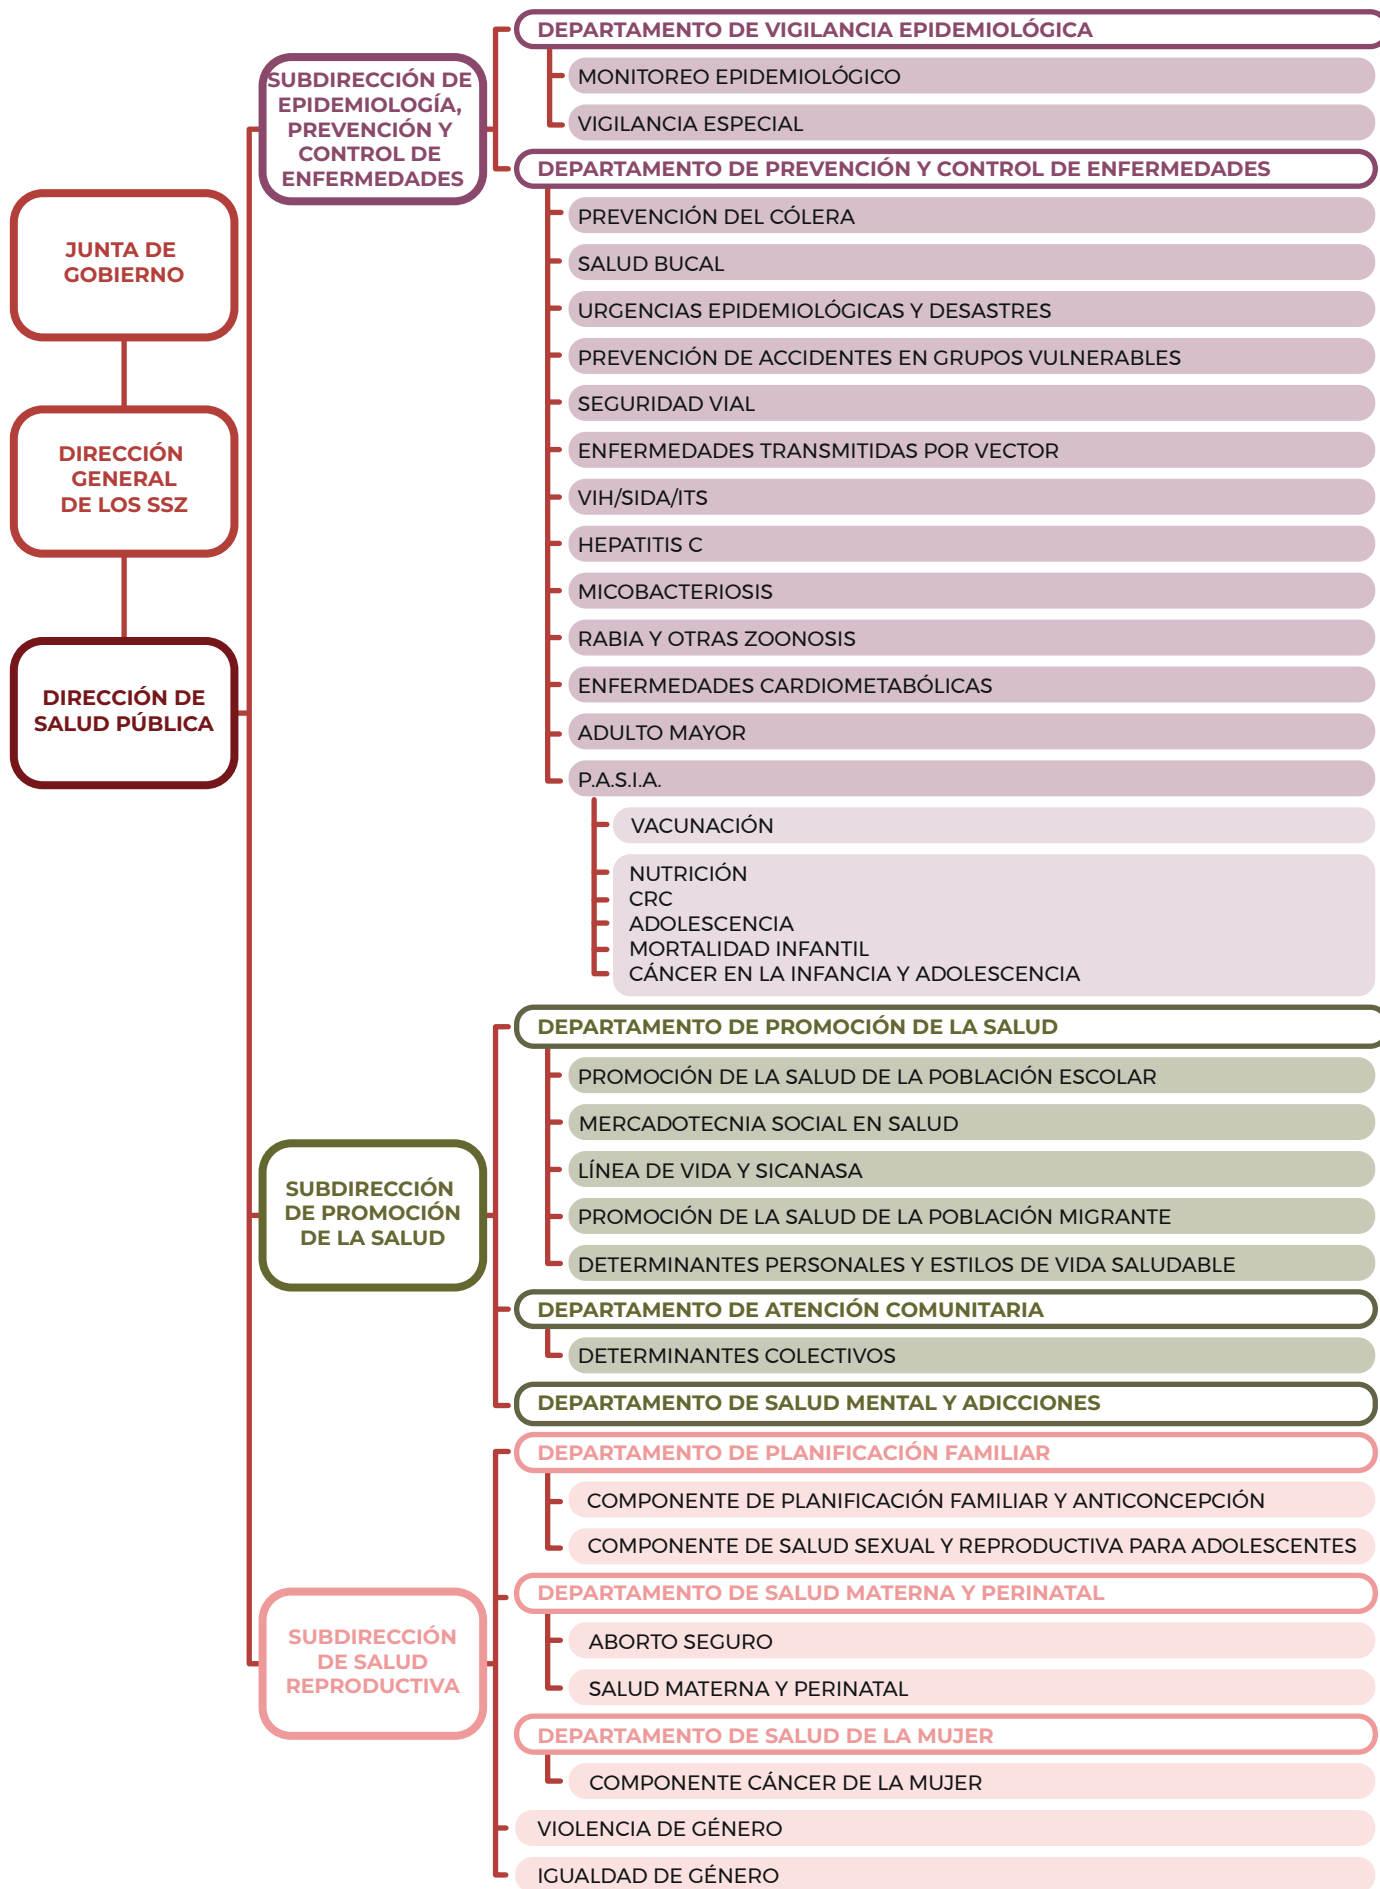 JUNTA DE
GOBIERNO
DIRECCIÓN
GENERAL
DE LOS SSZ
DIRECCIÓN DE
SALUD PÚBLICA
SUBDIRECCIÓN DE
EPIDEMIOLOGÍA,
PREVENCIÓN Y
CONTROL DE
ENFERMEDADES
DEPARTAMENTO DE VIGILANCIA EPIDEMIOLÓGICA
MONITOREO EPIDEMIOLÓGICO
VIGILANCIA ESPECIAL
DEPARTAMENTO DE PREVENCIÓN Y CONTROL DE ENFERMEDADES
PREVENCIÓN DEL CÓLERA
SALUD BUCAL
URGENCIAS EPIDEMIOLÓGICAS Y DESASTRES
PREVENCIÓN DE ACCIDENTES EN GRUPOS VULNERABLES
SEGURIDAD VIAL
ENFERMEDADES TRANSMITIDAS POR VECTOR
VIH/SIDA/ITS
HEPATITIS C
MICOBACTERIOSIS
RABIA Y OTRAS ZOONOSIS
ENFERMEDADES CARDIOMETABÓLICAS
ADULTO MAYOR
P.A.S.I.A.
VACUNACIÓN
NUTRICIÓN
CRC
ADOLESCENCIA
MORTALIDAD INFANTIL
CÁNCER EN LA INFANCIA Y ADOLESCENCIA
SUBDIRECCIÓN
DE PROMOCIÓN
DE LA SALUD
DEPARTAMENTO DE PROMOCIÓN DE LA SALUD
PROMOCIÓN DE LA SALUD DE LA POBLACIÓN ESCOLAR
MERCADOTECNIA SOCIAL EN SALUD
LÍNEA DE VIDA Y SICANASA
PROMOCIÓN DE LA SALUD DE LA POBLACIÓN MIGRANTE
DETERMINANTES PERSONALES Y ESTILOS DE VIDA SALUDABLE
DEPARTAMENTO DE ATENCIÓN COMUNITARIA
DETERMINANTES COLECTIVOS
DEPARTAMENTO DE SALUD MENTAL Y ADICCIONES
SUBDIRECCIÓN
DE SALUD
REPRODUCTIVA
DEPARTAMENTO DE PLANIFICACIÓN FAMILIAR
COMPONENTE DE PLANIFICACIÓN FAMILIAR Y ANTICONCEPCIÓN
COMPONENTE DE SALUD SEXUAL Y REPRODUCTIVA PARA ADOLESCENTES
DEPARTAMENTO DE SALUD MATERNA Y PERINATAL
ABORTO SEGURO
SALUD MATERNA Y PERINATAL
DEPARTAMENTO DE SALUD DE LA MUJER
COMPONENTE CÁNCER DE LA MUJER
VIOLENCIA DE GÉNERO
IGUALDAD DE GÉNERO